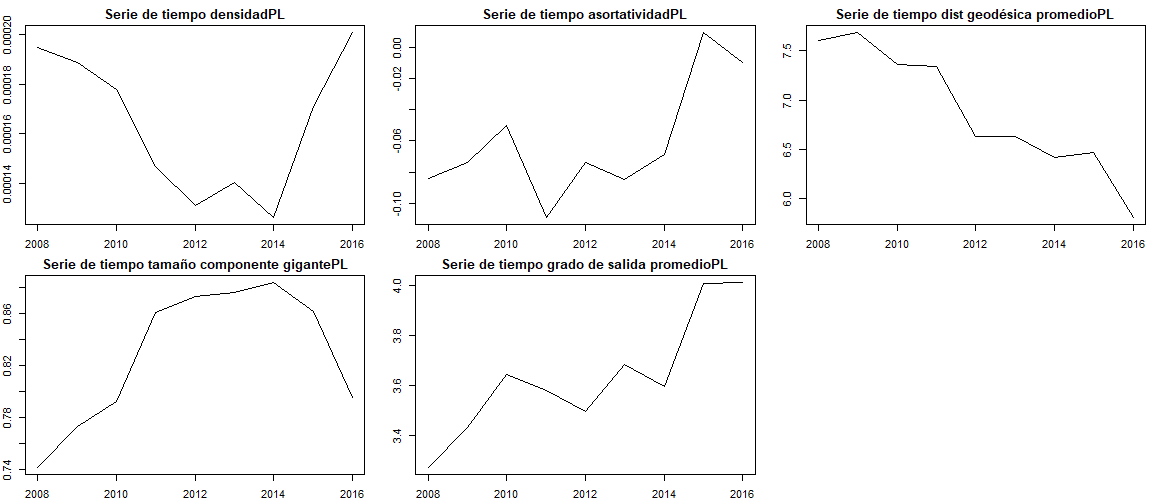 Serie de tiempo densidadPL
0.00020
0.00018
0.00016
0.00014
2008 2010 2012 2014 2016
Serie de tiempo asortatividadPL
0.00
-0.02
-0.06
-0.10
2008 2010 2012 2014 2016
Serie de tiempo dist geodésica promedioPL
7.5
7.0
6.5
6.0
2008 2010 2012 2014 2016
Serie de tiempo tamaño componente gigantePL
0.86
0.82
0.78
0.74
2008 2010 2012 2014 2016
Serie de tiempo grado de salida promedioPL
4.0
3.8
3.6
3.4
2008 2010 2012 2014 2016